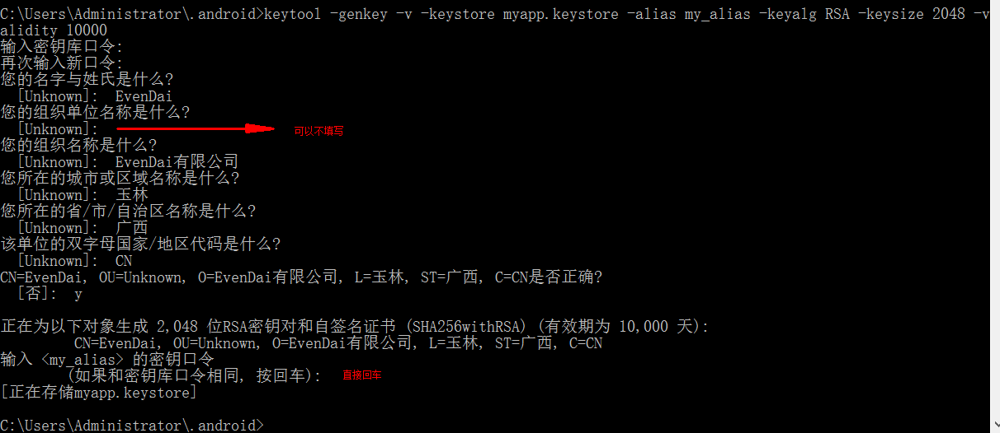 C:\Users\Administrator\.android>keytool -genkey -v -keystore myapp.keystore -alias my_alias -keyalg RSA -keysize 2048 -v
alidity 10000
输入密钥库口令:
再次输入新口令:
您的名字与姓氏是什么?
[Unknown]: EvenDai
您的组织单位名称是什么?
[Unknown]: 可以不填写
您的组织名称是什么?
[Unknown]: EvenDai有限公司
您所在的城市或区域名称是什么?
[Unknown]: 玉林
您所在的省/市/自治区名称是什么?
[Unknown]: 广西
该单位的双字母国家/地区代码是什么?
[Unknown]: CN
CN=EvenDai, OU=Unknown, O=EvenDai有限公司, L=玉林, ST=广西, C=CN是否正确?
[否]: y
正在为以下对象生成 2,048 位RSA密钥对和自签名证书 (SHA256withRSA) (有效期为 10,000 天):
CN=EvenDai, OU=Unknown, O=EvenDai有限公司, L=玉林, ST=广西, C=CN
输入 <my_alias> 的密钥口令
(如果和密钥库口令相同, 按回车): 直接回车
[正在存储myapp.keystore]
C:\Users\Administrator\.android>